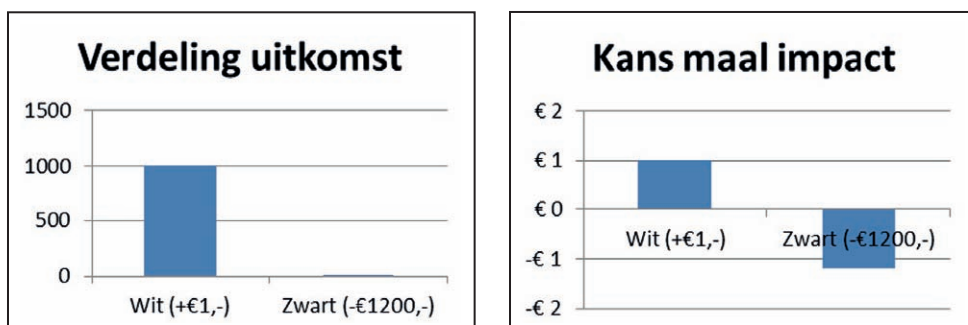 Verdeling uitkomst
1500
1000
500
0
Wit (+€1,-)
Zwart (-€1200,-)
Kans maal impact
€ 2
€ 1
€ 0
-€ 1
-€ 2
Wit (+€1,-)
Zwart (-€1200,-)